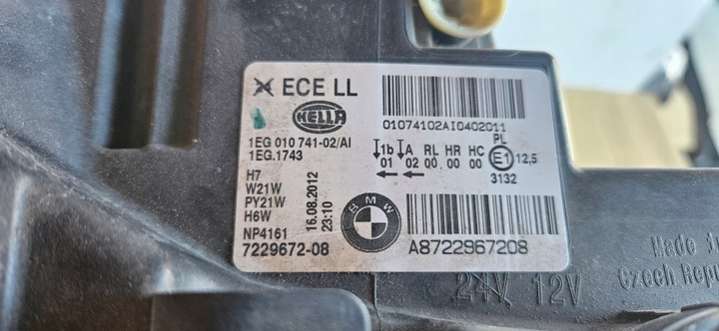 ECE LL
HELLA
1EG 010 741-02/AI
1EG.1743
H7
W21W
PY21W
H6W
NP4161
7229672-08
16.08.2012
23:10
01074102AI0402011
1b A RL HR HC PL
01 02 00. 00 00 E1 12,5
3132
BMW
A8722967208
Made
Czech Rep
24V 12V